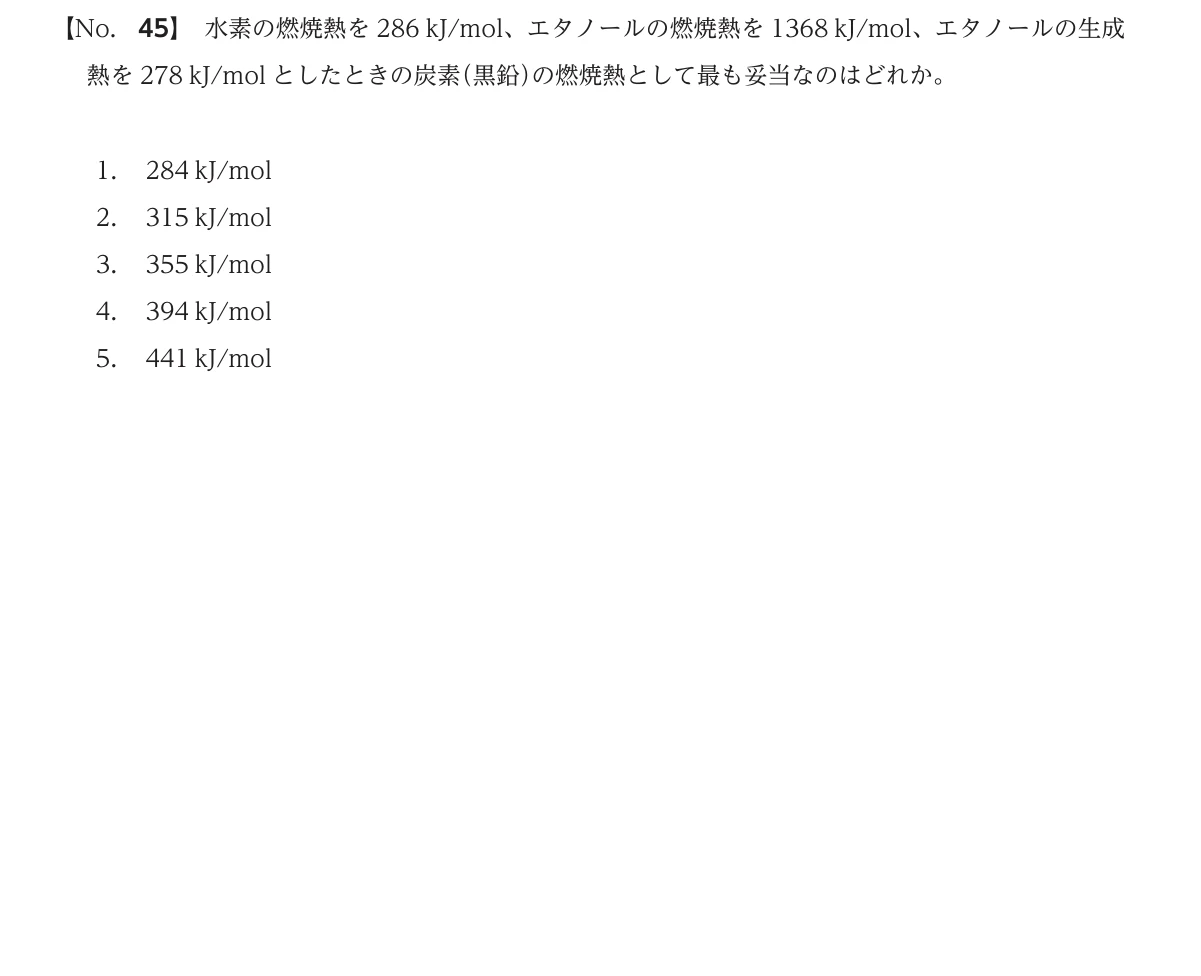 【No. 45】 水素の燃焼熱を 286 kJ/mol、エタノールの燃焼熱を 1368 kJ/mol、エタノールの生成
熱を 278 kJ/mol としたときの炭素(黒鉛)の燃焼熱として最も妥当なのはどれか。
1. 284 kJ/mol
2. 315 kJ/mol
3. 355 kJ/mol
4. 394 kJ/mol
5. 441 kJ/mol